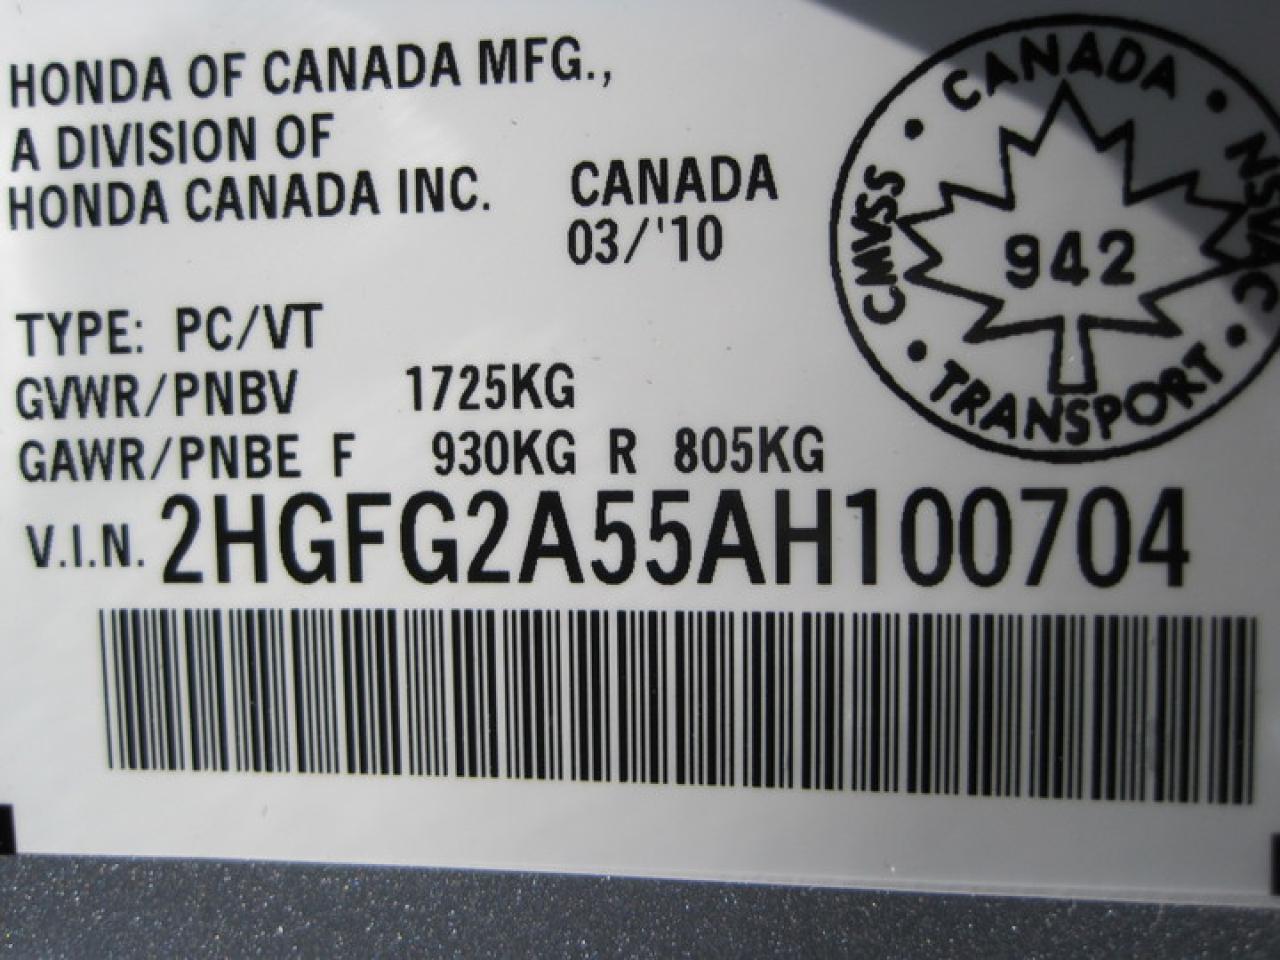 HONDA OF CANADA MFG.,
A DIVISION OF
HONDA CANADA INC. CANADA
03/'10
TYPE: PC/VT
GVWR/PNBV 1725KG
GAWR/PNBE F 930KG R 805KG
V.I.N. 2HGFG2A55AH100704
CANADA
NSVAC
TRANSPORT
CMVSS
942